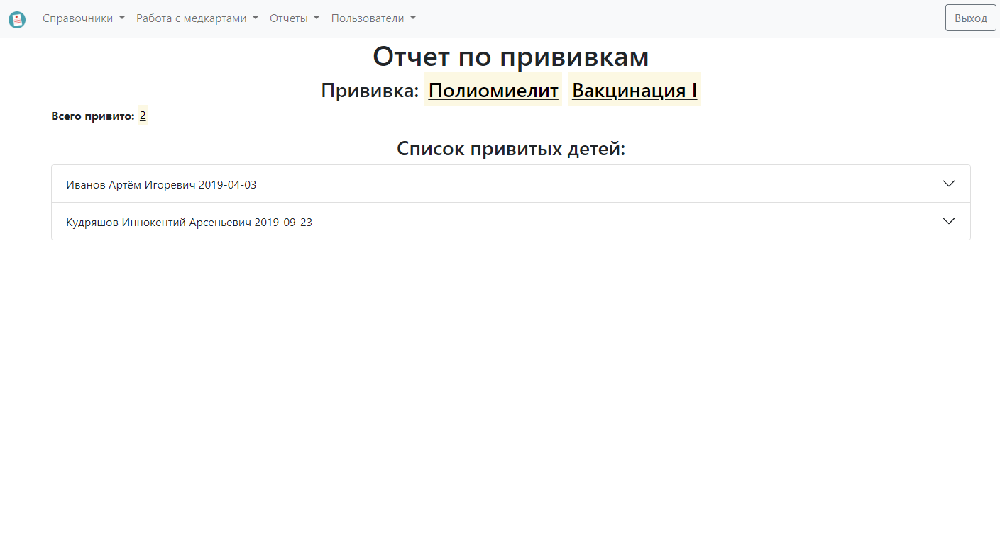 Справочники Работа с медкартами Отчеты Пользователи Выход
Отчет по прививкам
Прививка: Полиомиелит Вакцинация I
Всего привито: 2
Список привитых детей:
Иванов Артём Игоревич 2019-04-03
Кудряшов Иннокентий Арсеньевич 2019-09-23